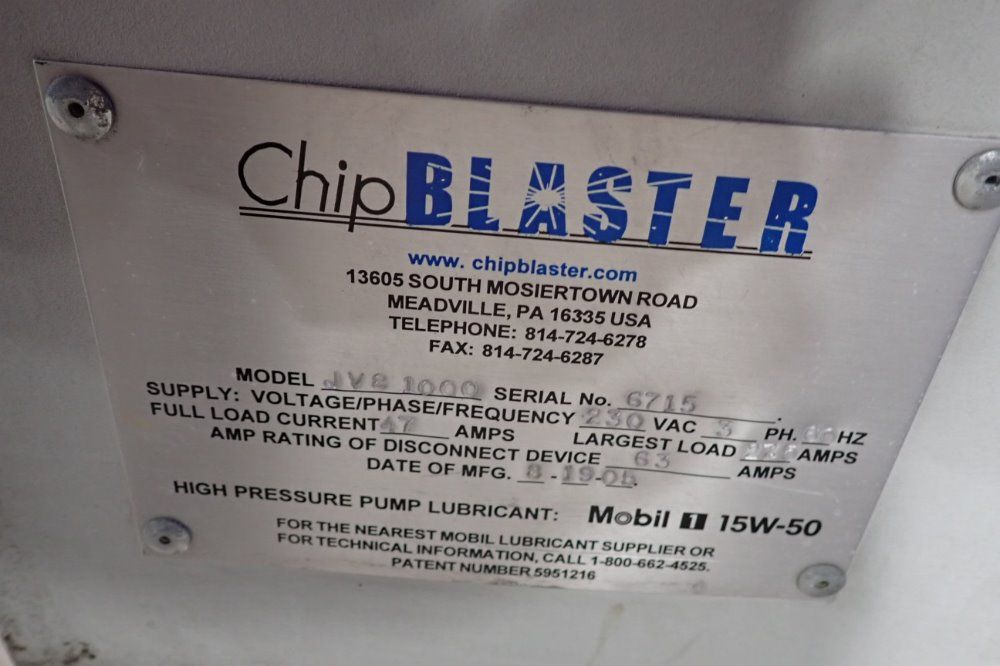 ChipBLASTER
www. chipblaster.com
13605 SOUTH MOSIERTOWN ROAD
MEADVILLE, PA 16335 USA
TELEPHONE: 814-724-6278
FAX: 814-724-6287
MODEL 1000 SERIAL No. 6715
SUPPLY: VOLTAGE/PHASE/FREQUENCY 230 VAC 3 PH. HZ
FULL LOAD CURRENT 47 AMPS LARGEST LOAD AMPS
AMP RATING OF DISCONNECT DEVICE 63 AMPS
DATE OF MFG. 8-19-05.
HIGH PRESSURE PUMP LUBRICANT: Mobil 1 15W-50
FOR THE NEAREST MOBIL LUBRICANT SUPPLIER OR
FOR TECHNICAL INFORMATION, CALL 1-800-662-4525.
PATENT NUMBER 5951216